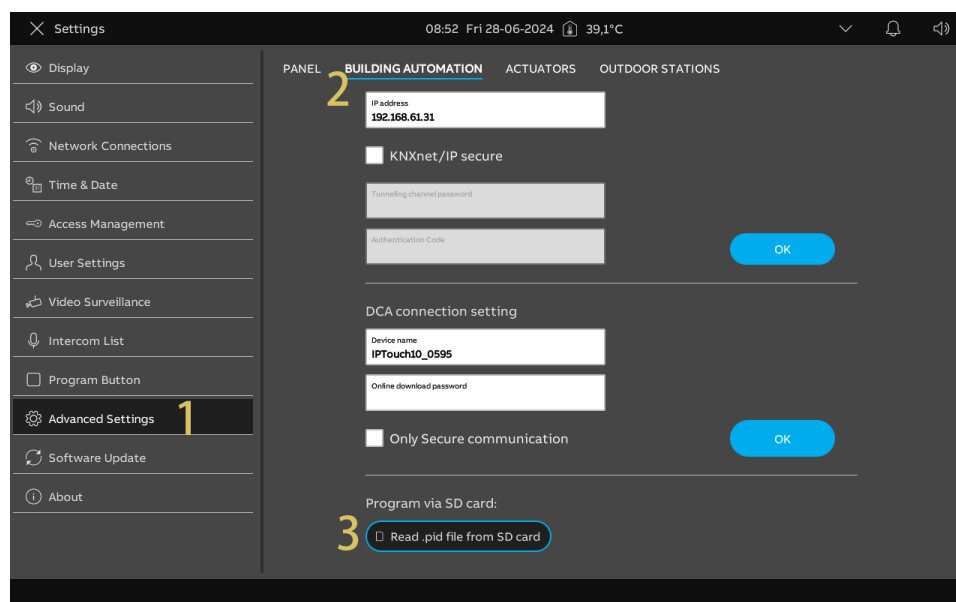 Settings
08:52 Fri 28-06-2024 39,1°C
Display
Sound
Network Connections
Time & Date
Access Management
User Settings
Video Surveillance
Intercom List
Program Button
Advanced Settings
1
Software Update
About
PANEL BUILDING AUTOMATION ACTUATORS OUTDOOR STATIONS
2
IP address
192.168.61.31
KNXnet/IP secure
Tunneling channel password
Authentication Code
OK
DCA connection setting
Device name
IPTouch10_0595
Online download password
Only Secure communication
OK
Program via SD card:
3
Read .pid file from SD card